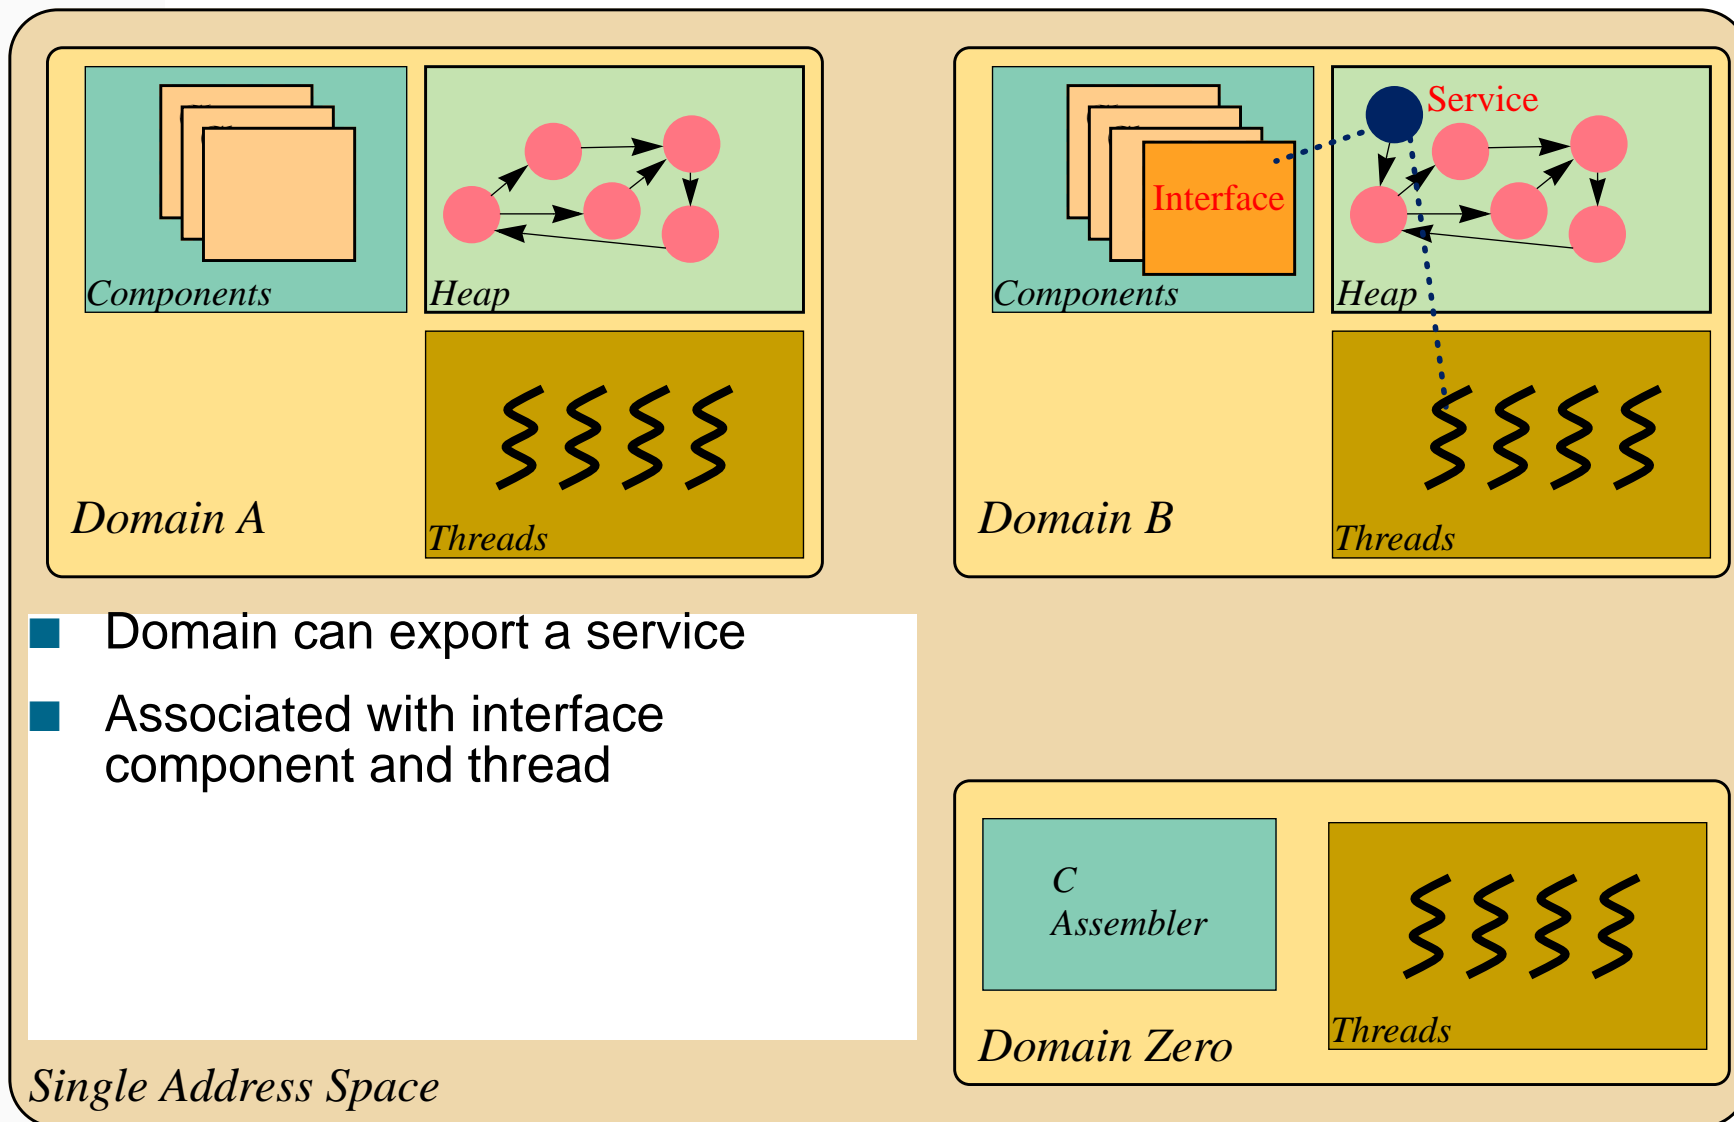 Components
Heap
Threads
Domain A
Service
Interface
Components
Heap
Threads
Domain B
Domain can export a service
Associated with interface
component and thread
C
Assembler
Threads
Domain Zero
Single Address Space